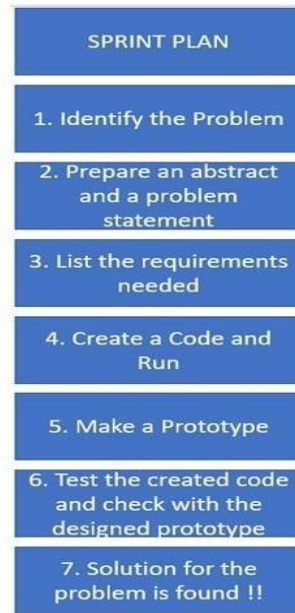 SPRINT PLAN
1. Identify the Problem
2. Prepare an abstract
and a problem
statement
3. List the requirements
needed
4. Create a Code and
Run
5. Make a Prototype
6. Test the created code
and check with the
designed prototype
7. Solution for the
problem is found !!